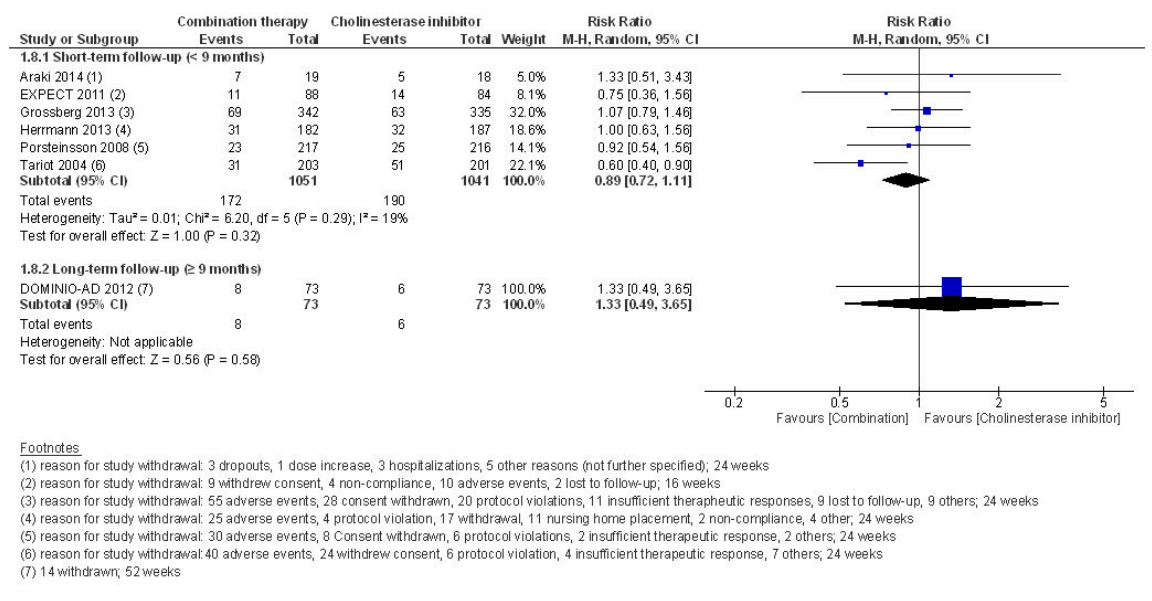 Combination therapy Cholinesterase inhibitor Risk Ratio Risk Ratio
Study or Subgroup Events Total Events Total Weight M-H, Random, 95% CI M-H, Random, 95% CI
1.8.1 Short-term follow-up (< 9 months)
Araki 2014 (1) 7 19 5 18 5.0% 1.33 [0.51, 3.43]
EXPECT 2011 (2) 11 88 14 84 8.1% 0.75 [0.36, 1.56]
Grossberg 2013 (3) 69 342 63 335 32.0% 1.07 [0.79, 1.46]
Herrmann 2013 (4) 31 182 32 187 18.6% 1.00 [0.63, 1.56]
Porsteinsson 2008 (5) 23 217 25 216 14.1% 0.92 [0.54, 1.56]
Tariot 2004 (6) 31 203 51 201 22.1% 0.60 [0.40, 0.90]
Subtotal (95% CI) 1051 1041 100.0% 0.89 [0.72, 1.11]
Total events 172 190
Heterogeneity: Tau² = 0.01; Chi² = 6.20, df = 5 (P = 0.29); I² = 19%
Test for overall effect: Z = 1.00 (P = 0.32)
1.8.2 Long-term follow-up (≥ 9 months)
DOMINIO-AD 2012 (7) 8 73 6 73 100.0% 1.33 [0.49, 3.65]
Subtotal (95% CI) 73 73 100.0% 1.33 [0.49, 3.65]
Total events 8 6
Heterogeneity: Not applicable
Test for overall effect: Z = 0.56 (P = 0.58)
0.2 0.5 1 2 5
Favours [Combination] Favours [Cholinesterase inhibitor]
Footnotes
(1) reason for study withdrawal: 3 dropouts, 1 dose increase, 3 hospitalizations, 5 other reasons (not further specified); 24 weeks
(2) reason for study withdrawal: 9 withdrew consent, 4 non-compliance, 10 adverse events, 2 lost to follow-up; 16 weeks
(3) reason for study withdrawal: 55 adverse events, 28 consent withdrawn, 20 protocol violations, 11 insufficient therapheutic responses, 9 lost to follow-up, 9 others; 24 weeks
(4) reason for study withdrawal: 25 adverse events, 4 protocol violation, 17 withdrawal, 11 nursing home placement, 2 non-compliance, 4 other; 24 weeks
(5) reason for study withdrawal: 30 adverse events, 8 Consent withdrawn, 6 protocol violations, 2 insufficient therapeutic response, 2 others; 24 weeks
(6) reason for study withdrawal:40 adverse events, 24 withdrew consent, 6 protocol violation, 4 insufficient therapeutic response, 7 others; 24 weeks
(7) 14 withdrawn; 52 weeks